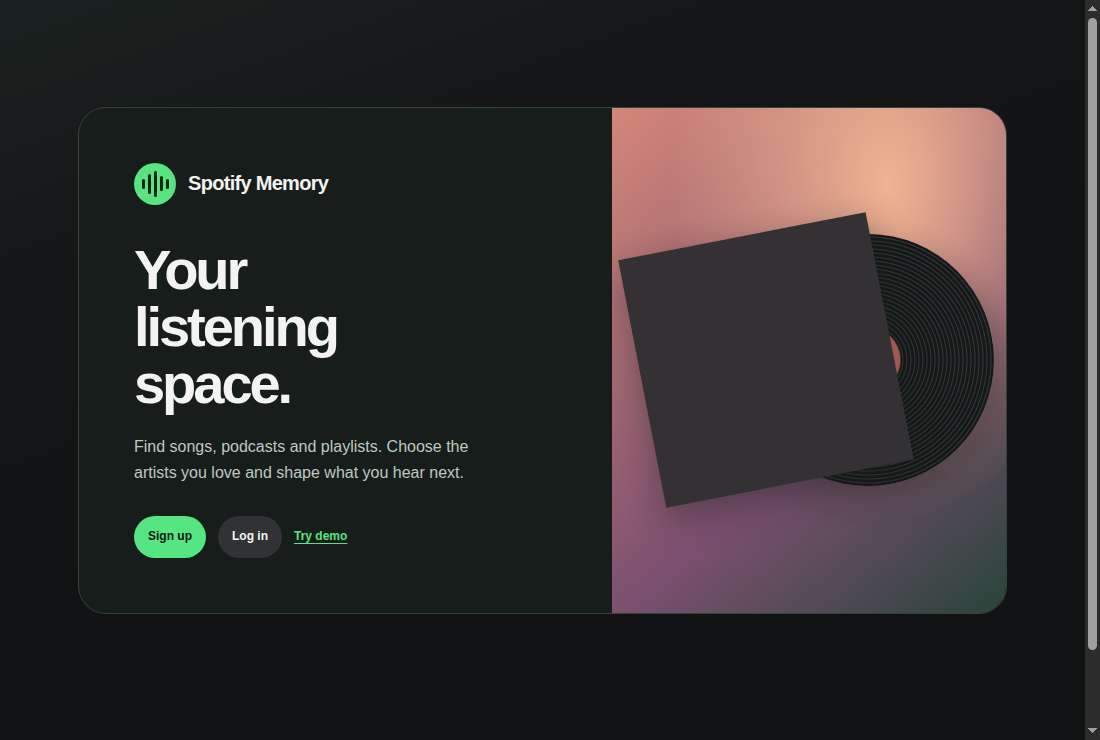 Spotify Memory
Your
listening
space.
Find songs, podcasts and playlists. Choose the
artists you love and shape what you hear next.
Sign up Log in Try demo